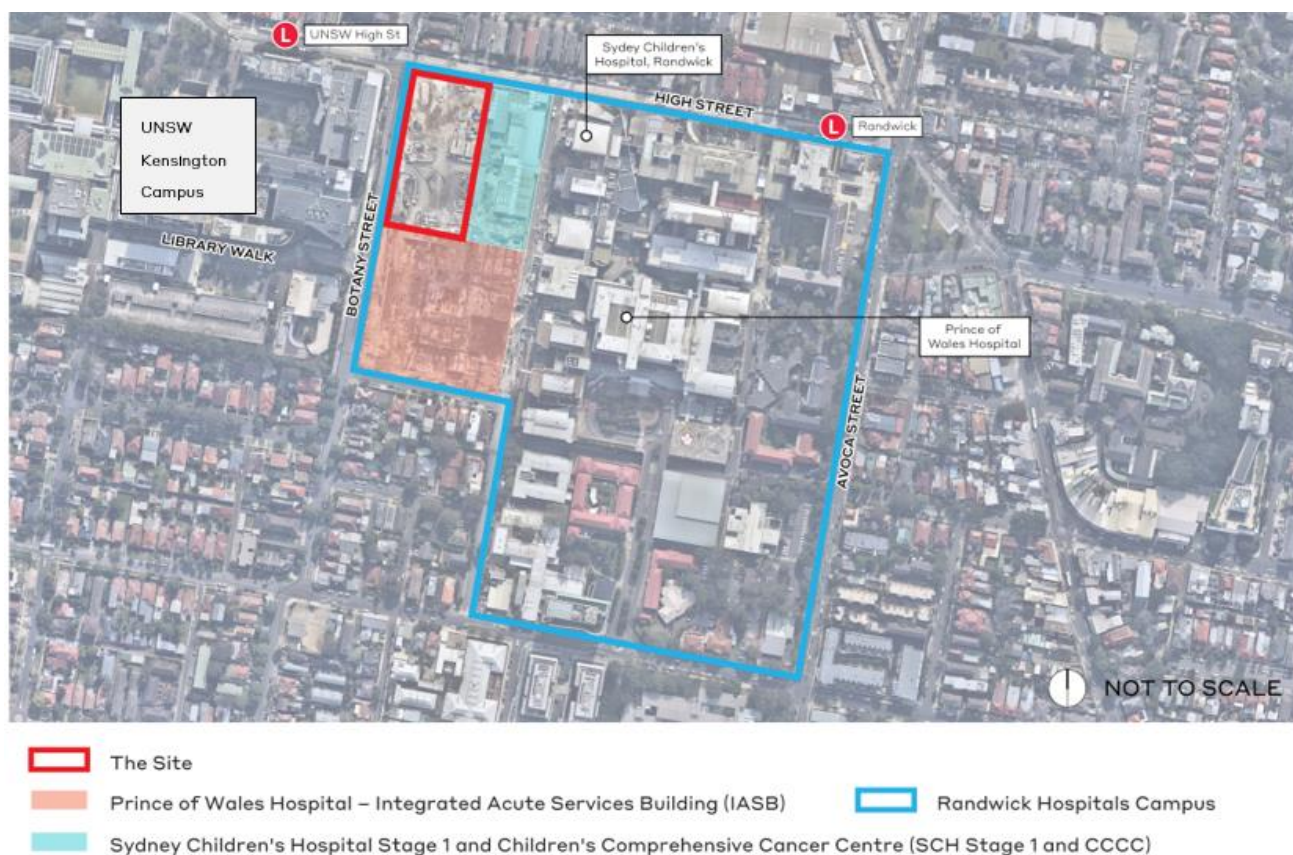 L UNSW High St
Sydey Children's
Hospital, Randwick
HIGH STREET
L Randwick
UNSW
Kensington
Campus
LIBRARY WALK
BOTANY STREET
Prince of
Wales Hospital
AVOCA STREET
NOT TO SCALE
The Site
Prince of Wales Hospital – Integrated Acute Services Building (IASB)
Randwick Hospitals Campus
Sydney Children's Hospital Stage 1 and Children's Comprehensive Cancer Centre (SCH Stage 1 and CCCC)